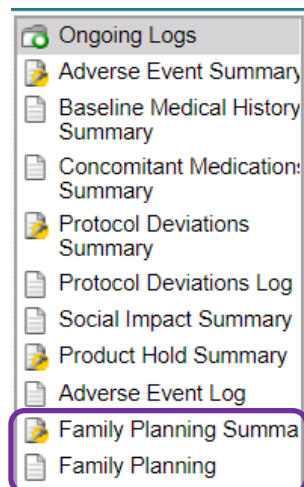 Ongoing Logs
Adverse Event Summary
Baseline Medical History
Summary
Concomitant Medication
Summary
Protocol Deviations
Summary
Protocol Deviations Log
Social Impact Summary
Product Hold Summary
Adverse Event Log
Family Planning Summa
Family Planning